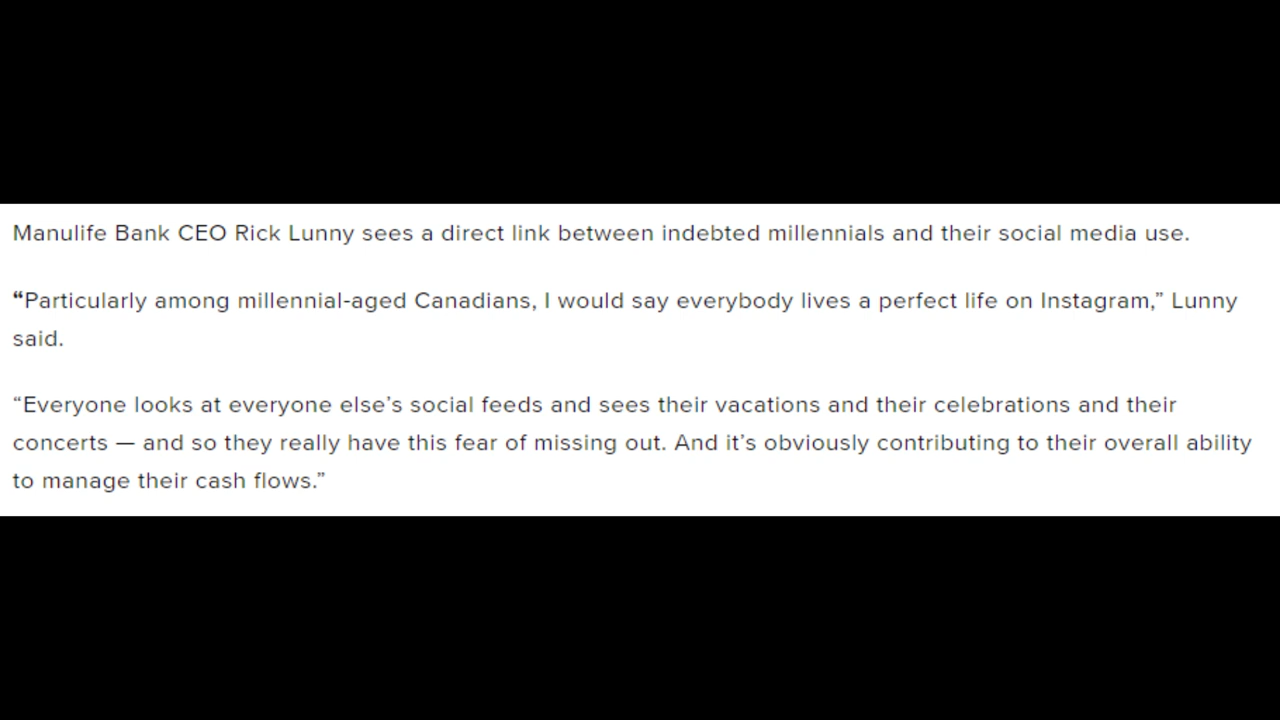 Manulife Bank CEO Rick Lunny sees a direct link between indebted millennials and their social media use.
“Particularly among millennial-aged Canadians, I would say everybody lives a perfect life on Instagram,” Lunny
said.
“Everyone looks at everyone else’s social feeds and sees their vacations and their celebrations and their
concerts — and so they really have this fear of missing out. And it’s obviously contributing to their overall ability
to manage their cash flows.”